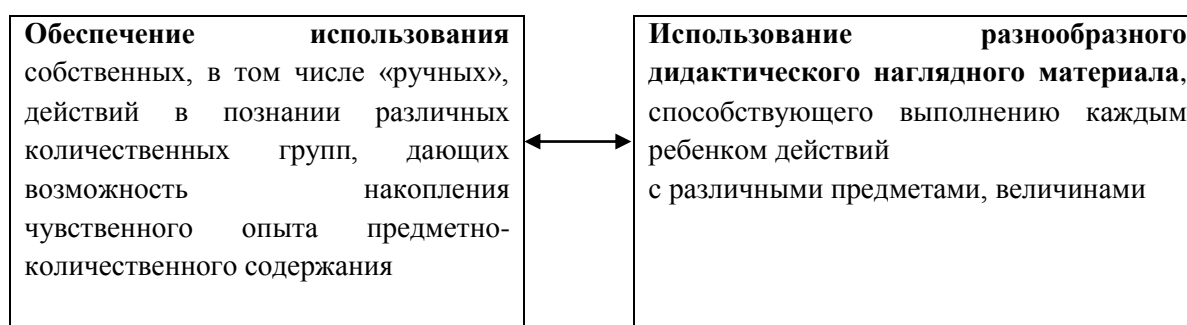 Обеспечение использования
собственных, в том числе «ручных»,
действий в познании различных
количественных групп, дающих
возможность накопления
чувственного опыта предметно-
количественного содержания
Использование разнообразного
дидактического наглядного материала,
способствующего выполнению каждым
ребенком действий
с различными предметами, величинами